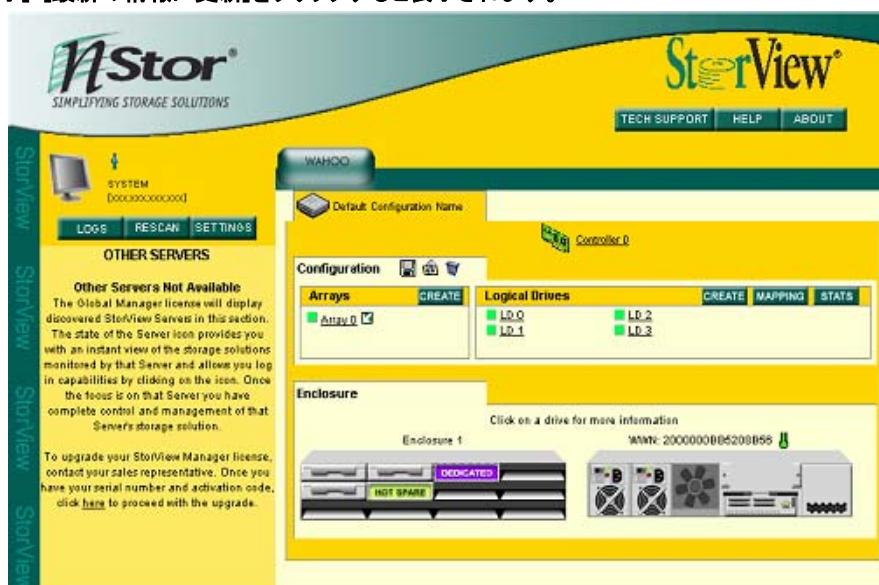 nStor®
SIMPLIFYING STORAGE SOLUTIONS
StorView®
TECH SUPPORT
HELP
ABOUT
SYSTEM
[xxx.xxx.xxx.xxx]
LOGS
RESCAN
SETTINGS
OTHER SERVERS
Other Servers Not Available
The Global Manager license will display
discovered StorView Servers in this section.
The state of the Server icon provides you
with an instant view of the storage solutions
monitored by that Server and allows you log
in capabilities by clicking on the icon. Once
the focus is on that Server you have
complete control and management of that
Server's storage solution.
To upgrade your StorView Manager license,
contact your sales representative. Once you
have your serial number and activation code,
click here to proceed with the upgrade.
StorView
StorView
StorView
StorView
WAHOO
Default Configuration Name
Controller 0
Configuration
Arrays
CREATE
Array 0
Logical Drives
CREATE
MAPPING
STATS
LD 0
LD 2
LD 1
LD 3
Enclosure
Click on a drive for more information
Enclosure 1
WWN: 2000000BB5208B56
DEDICATED
HOT SPARE